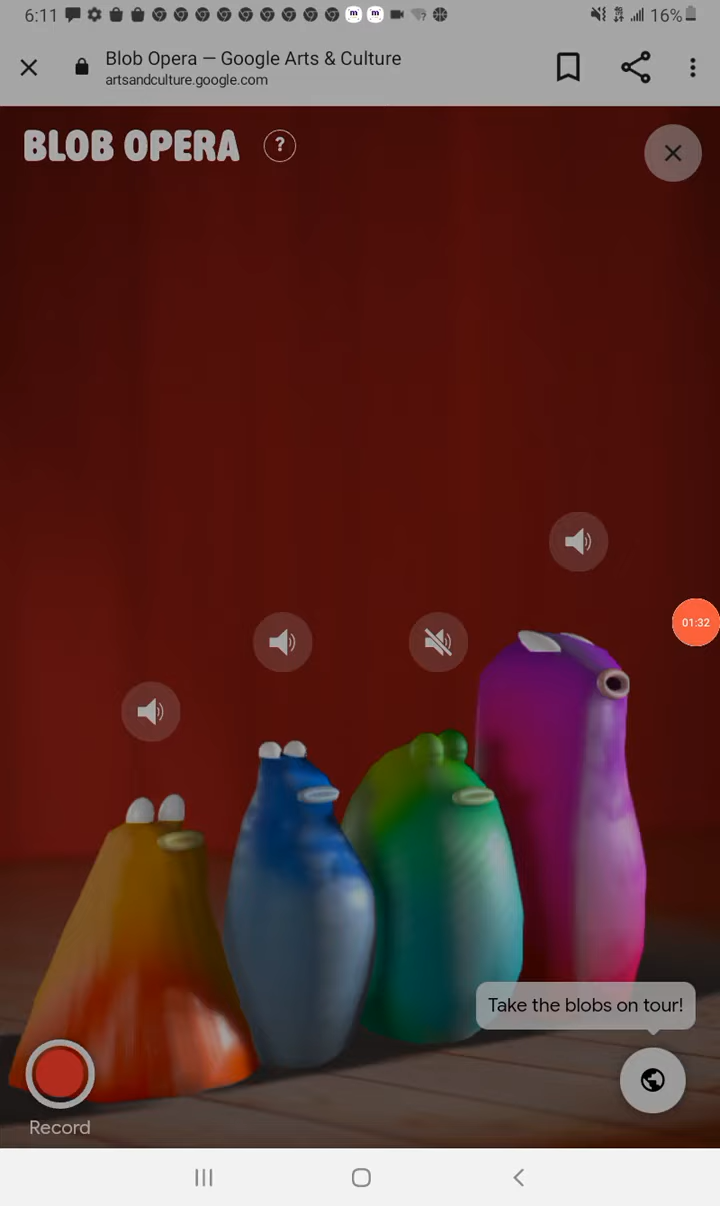 6:11
16%
Blob Opera — Google Arts & Culture
artsandculture.google.com
BLOB OPERA ?
01:32
Take the blobs on tour!
Record